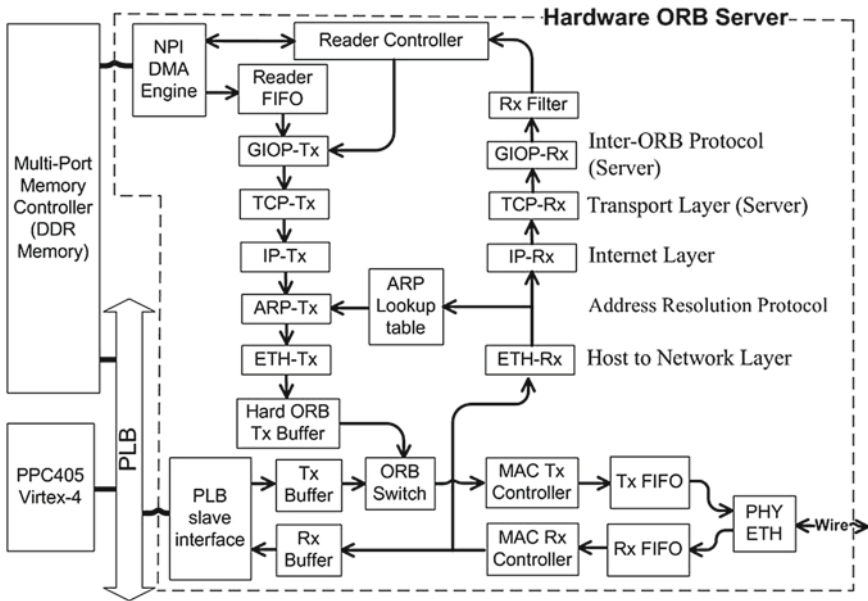 Hardware ORB Server
NPI
DMA
Engine
Reader Controller
Reader
FIFO
Rx Filter
Multi-Port
Memory
Controller
(DDR
Memory)
GIOP-Tx
GIOP-Rx
Inter-ORB Protocol
(Server)
TCP-Tx
TCP-Rx
Transport Layer (Server)
IP-Tx
IP-Rx
Internet Layer
ARP-Tx
ARP
Lookup
table
Address Resolution Protocol
ETH-Tx
ETH-Rx
Host to Network Layer
Hard ORB
Tx Buffer
PLB
PPC405
Virtex-4
PLB
slave
interface
Tx
Buffer
ORB
Switch
MAC Tx
Controller
Tx FIFO
Rx
Buffer
MAC Rx
Controller
Rx FIFO
PHY
ETH
Wire